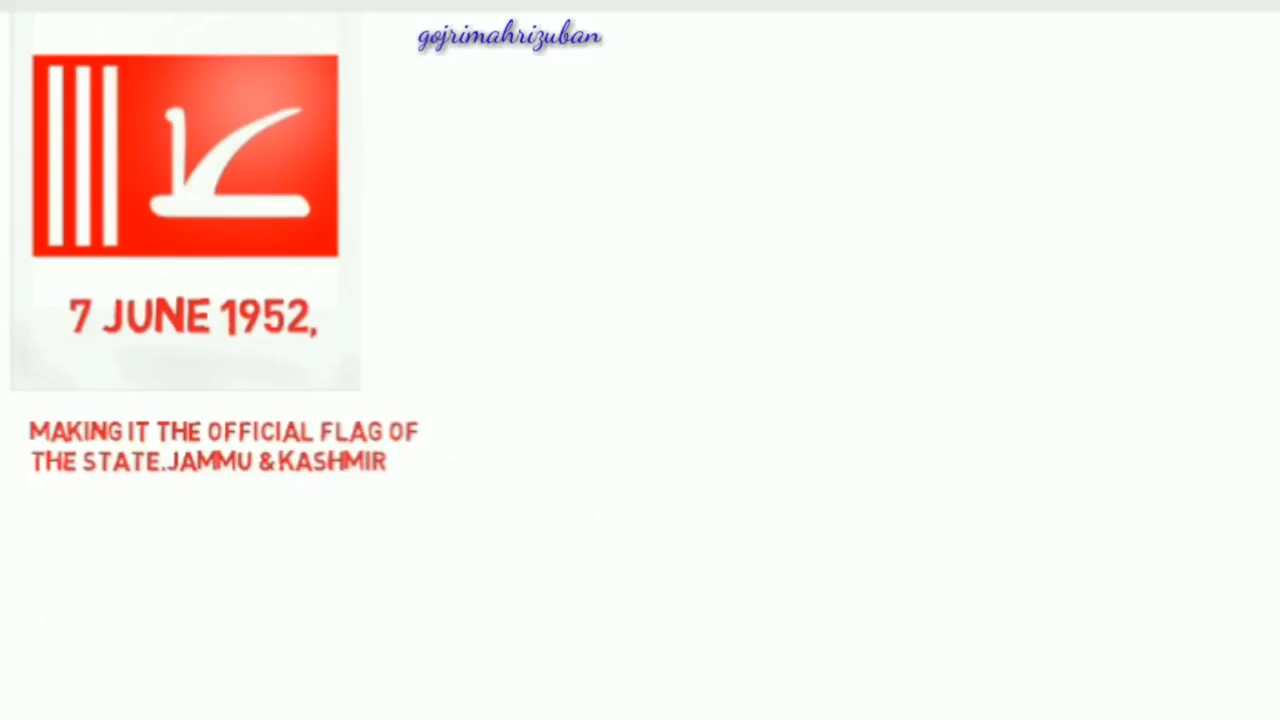 gojrimahrizuban
7 JUNE 1952,
MAKING IT THE OFFICIAL FLAG OF
THE STATE.JAMMU & KASHMIR